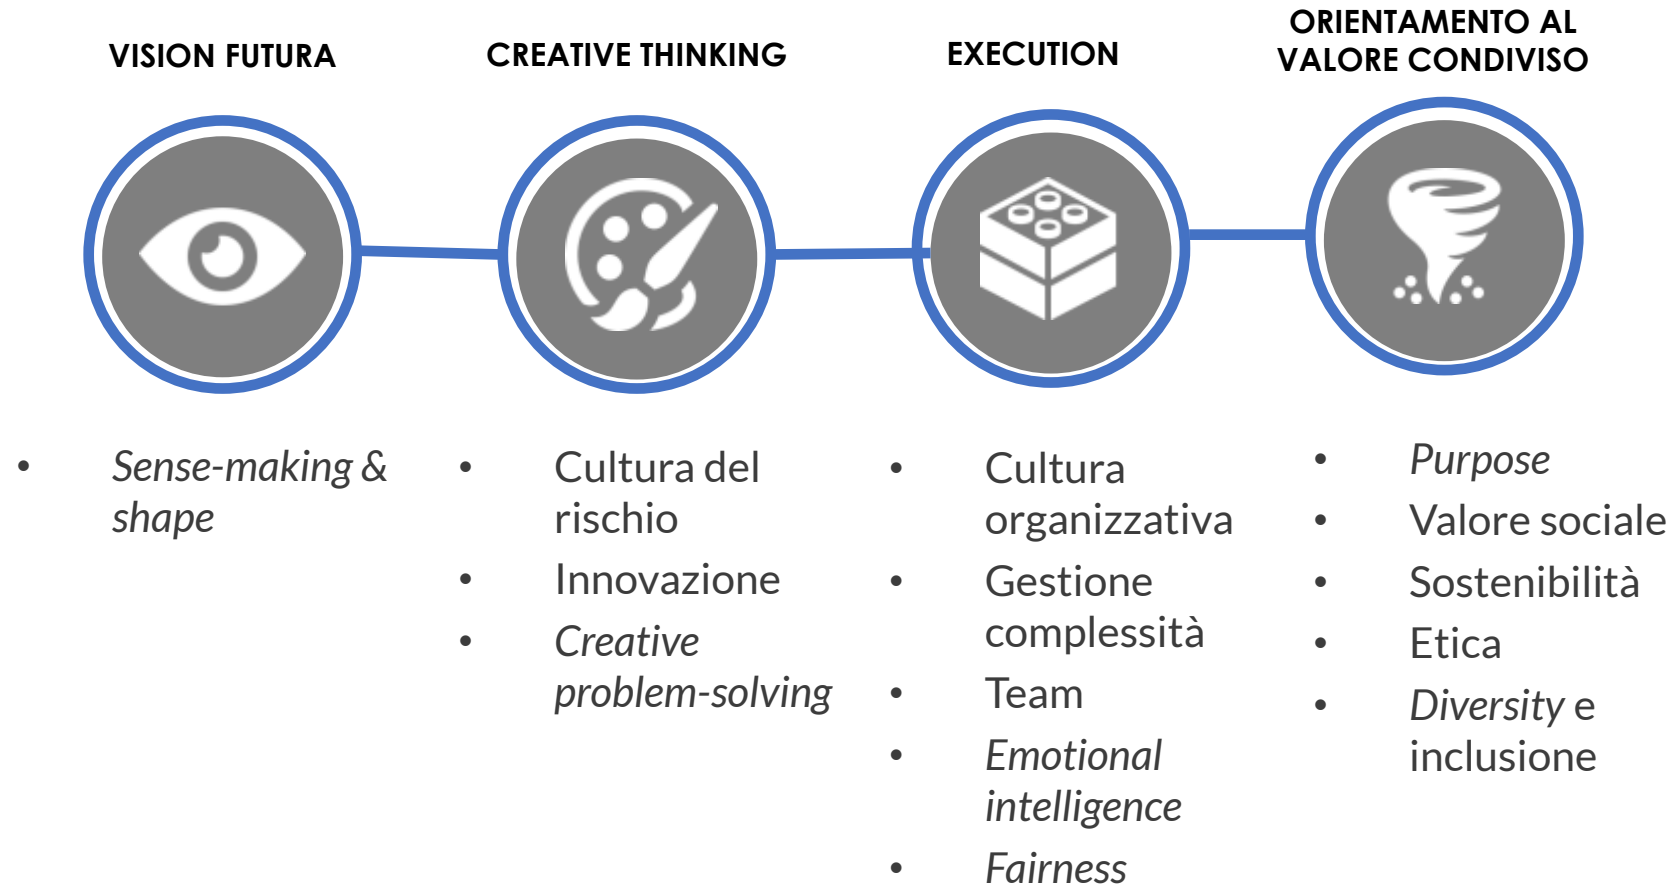 VISION FUTURA
CREATIVE THINKING
EXECUTION
ORIENTAMENTO AL
VALORE CONDIVISO
• Sense-making &
shape
• Cultura del
rischio
• Innovazione
• Creative
problem-solving
• Cultura
organizzativa
• Gestione
complessità
• Team
• Emotional
intelligence
• Fairness
• Purpose
• Valore sociale
• Sostenibilità
• Etica
• Diversity e
inclusione